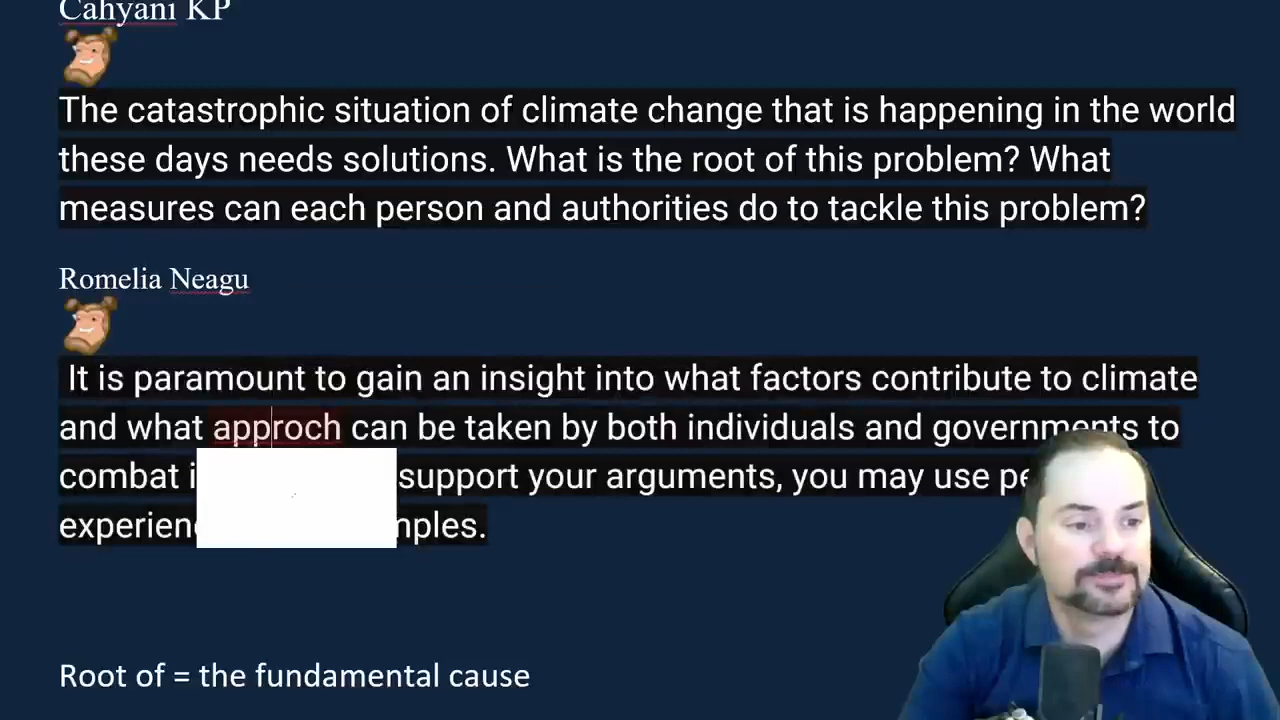 Cahyani KP
The catastrophic situation of climate change that is happening in the world
these days needs solutions. What is the root of this problem? What
measures can each person and authorities do to tackle this problem?
Romelia Neagu
It is paramount to gain an insight into what factors contribute to climate
and what approch can be taken by both individuals and governments to
combat support your arguments, you may use
Root of = the fundamental cause